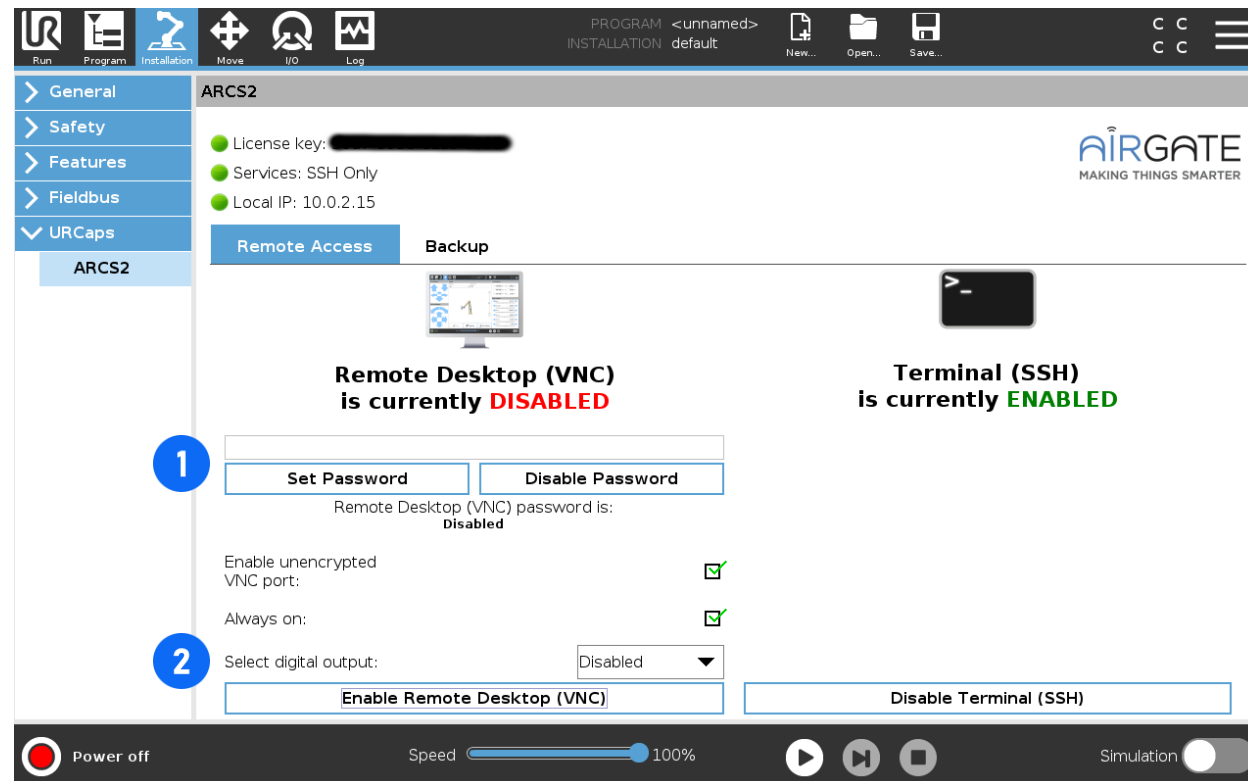 PROGRAM <unnamed>
INSTALLATION default
Run Program Installation Move I/O Log New... Open... Save...
C C
C C
General
Safety
Features
Fieldbus
URCaps
ARCS2
ARCS2
License key:
Services: SSH Only
Local IP: 10.0.2.15
AIRGATE
MAKING THINGS SMARTER
Remote Access Backup
>_
Remote Desktop (VNC)
is currently DISABLED
Terminal (SSH)
is currently ENABLED
1
Set Password Disable Password
Remote Desktop (VNC) password is:
Disabled
Enable unencrypted
VNC port:
Always on:
2
Select digital output: Disabled
Enable Remote Desktop (VNC) Disable Terminal (SSH)
Power off Speed 100% Simulation